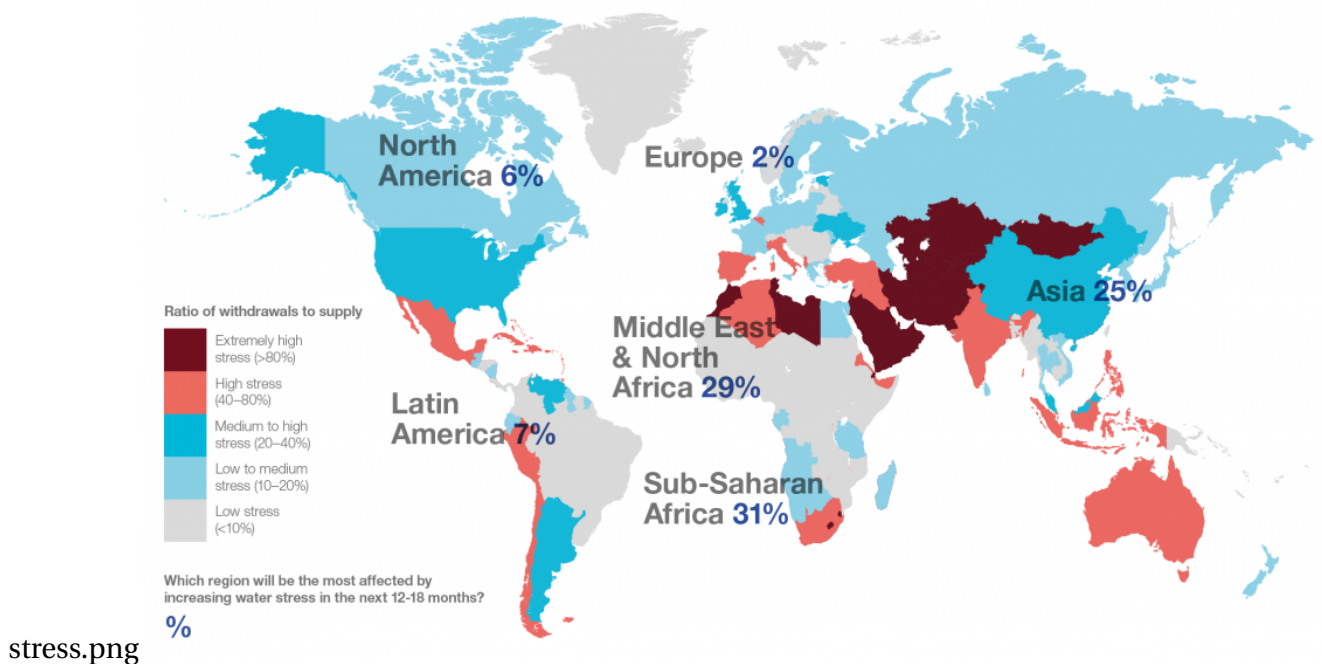 North
America 6%
Europe 2%
Asia 25%
Ratio of withdrawals to supply
Extremely high
stress (>80%)
High stress
(40–80%)
Medium to high
stress (20–40%)
Low to medium
stress (10–20%)
Low stress
(<10%)
Middle East
& North
Africa 29%
Latin
America 7%
Sub-Saharan
Africa 31%
Which region will be the most affected by
increasing water stress in the next 12-18 months?
%
stress.png